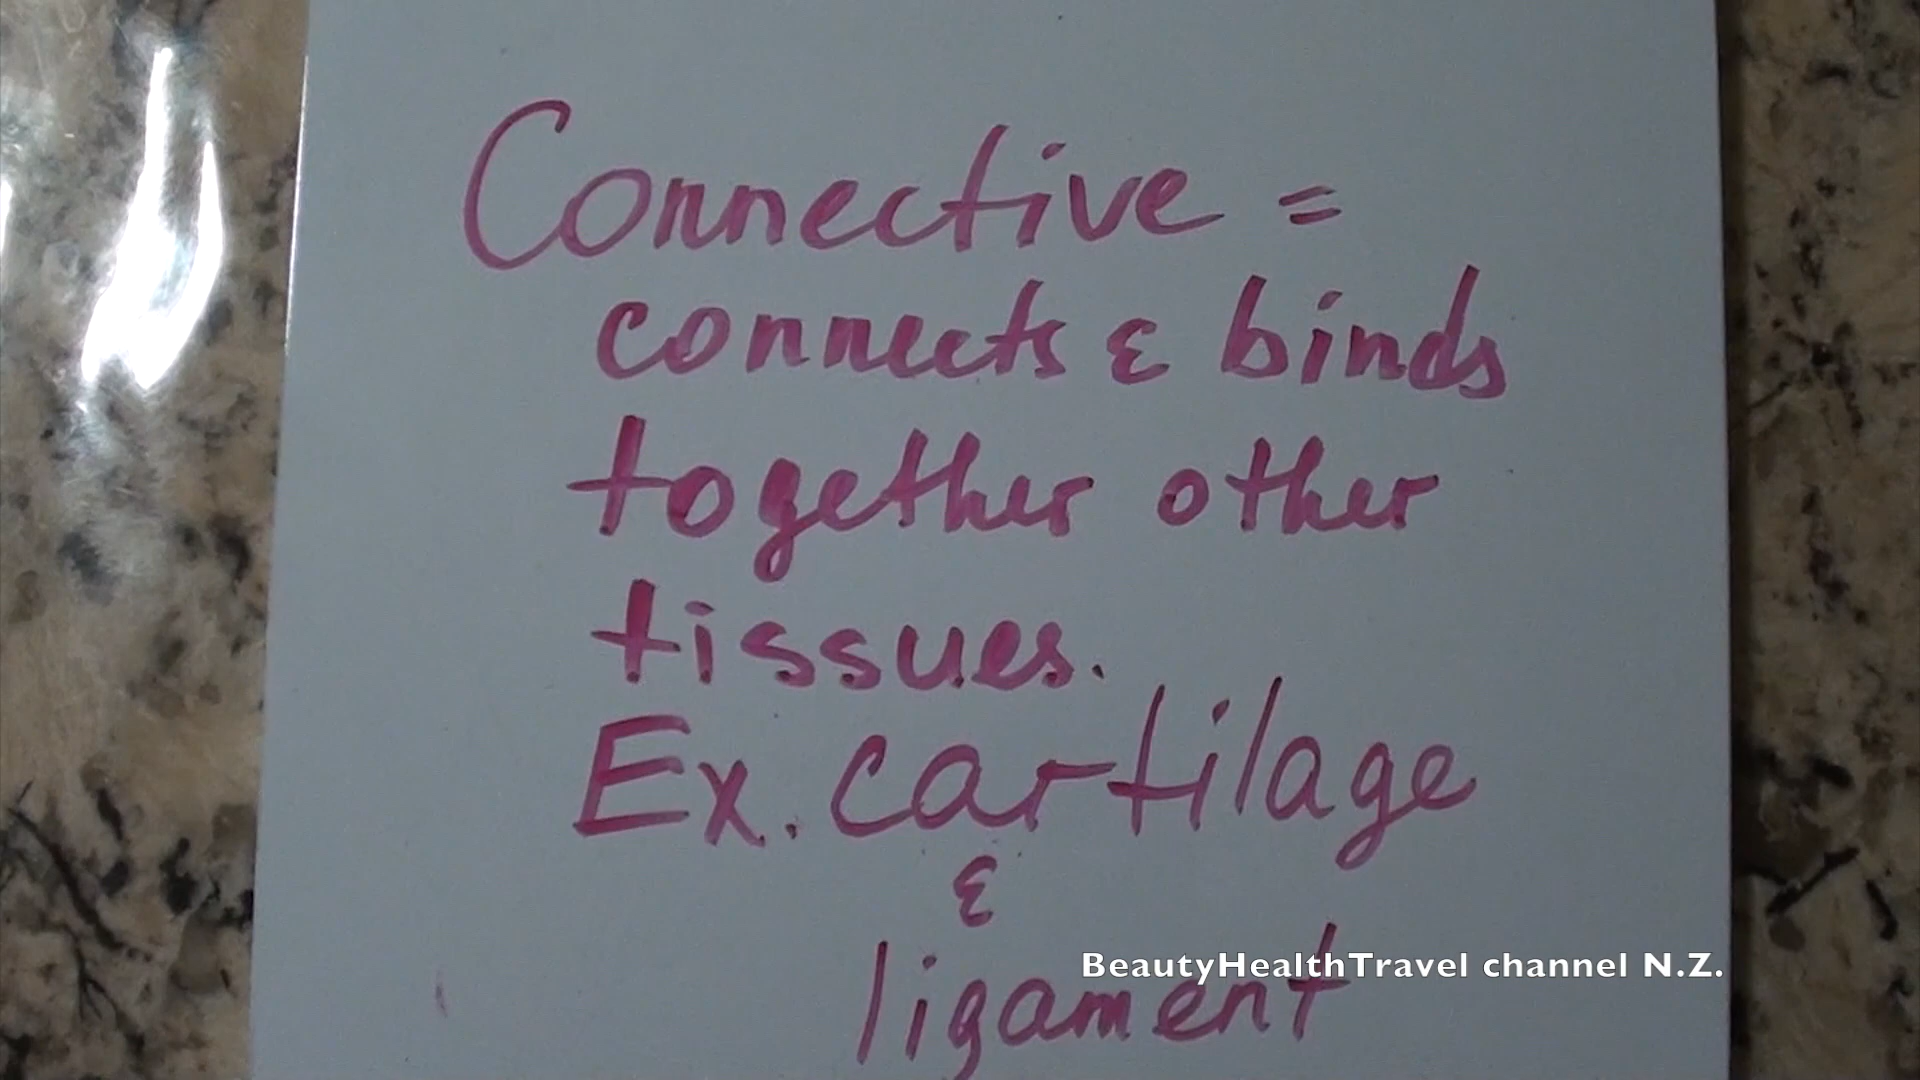 Connective =
connects & binds
together other
tissues.
Ex. cartilage
&
ligament
BeautyHealthTravel channel N.Z.